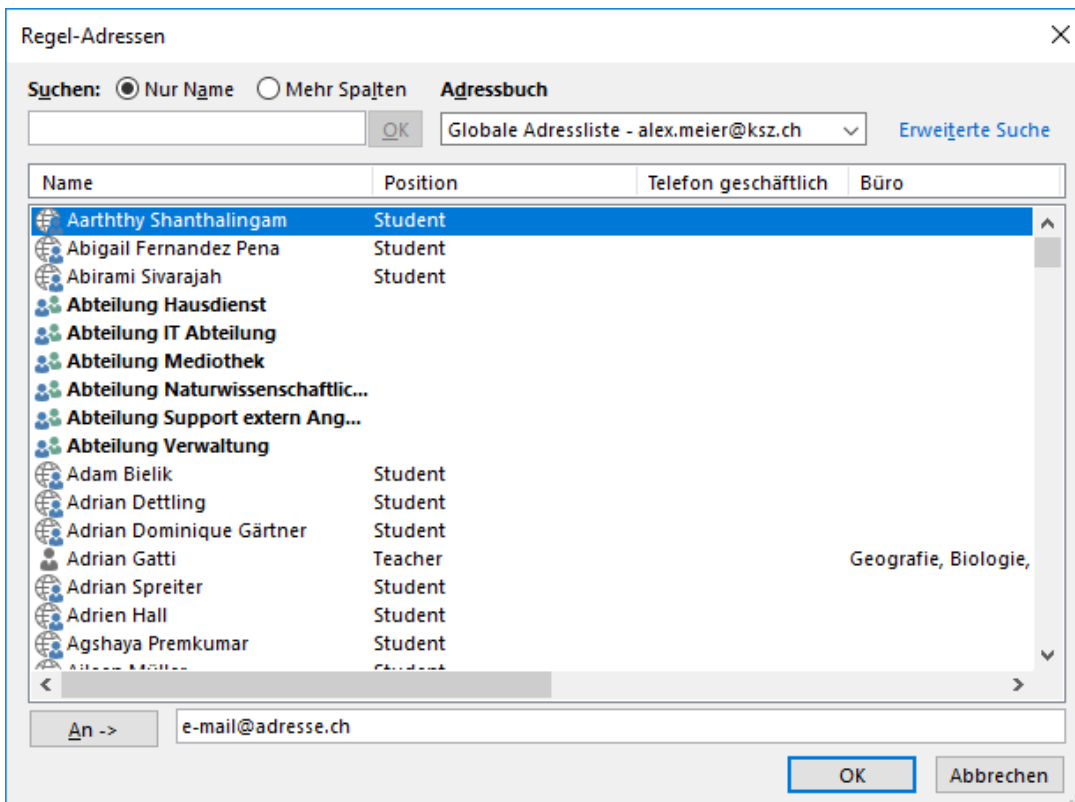 Regel-Adressen
Suchen: Nur Name Mehr Spalten Adressbuch
OK Globale Adressliste - alex.meier@ksz.ch Erweiterte Suche
Name Position Telefon geschäftlich Büro
Aarththy Shanthalingam Student
Abigail Fernandez Pena Student
Abirami Sivarajah Student
Abteilung Hausdienst
Abteilung IT Abteilung
Abteilung Mediothek
Abteilung Naturwissenschaftlic...
Abteilung Support extern Ang...
Abteilung Verwaltung
Adam Bielik Student
Adrian Dettling Student
Adrian Dominique Gärtner Student
Adrian Gatti Teacher Geografie, Biologie,
Adrian Spreiter Student
Adrien Hall Student
Agshaya Premkumar Student
An -> e-mail@adresse.ch
OK Abbrechen